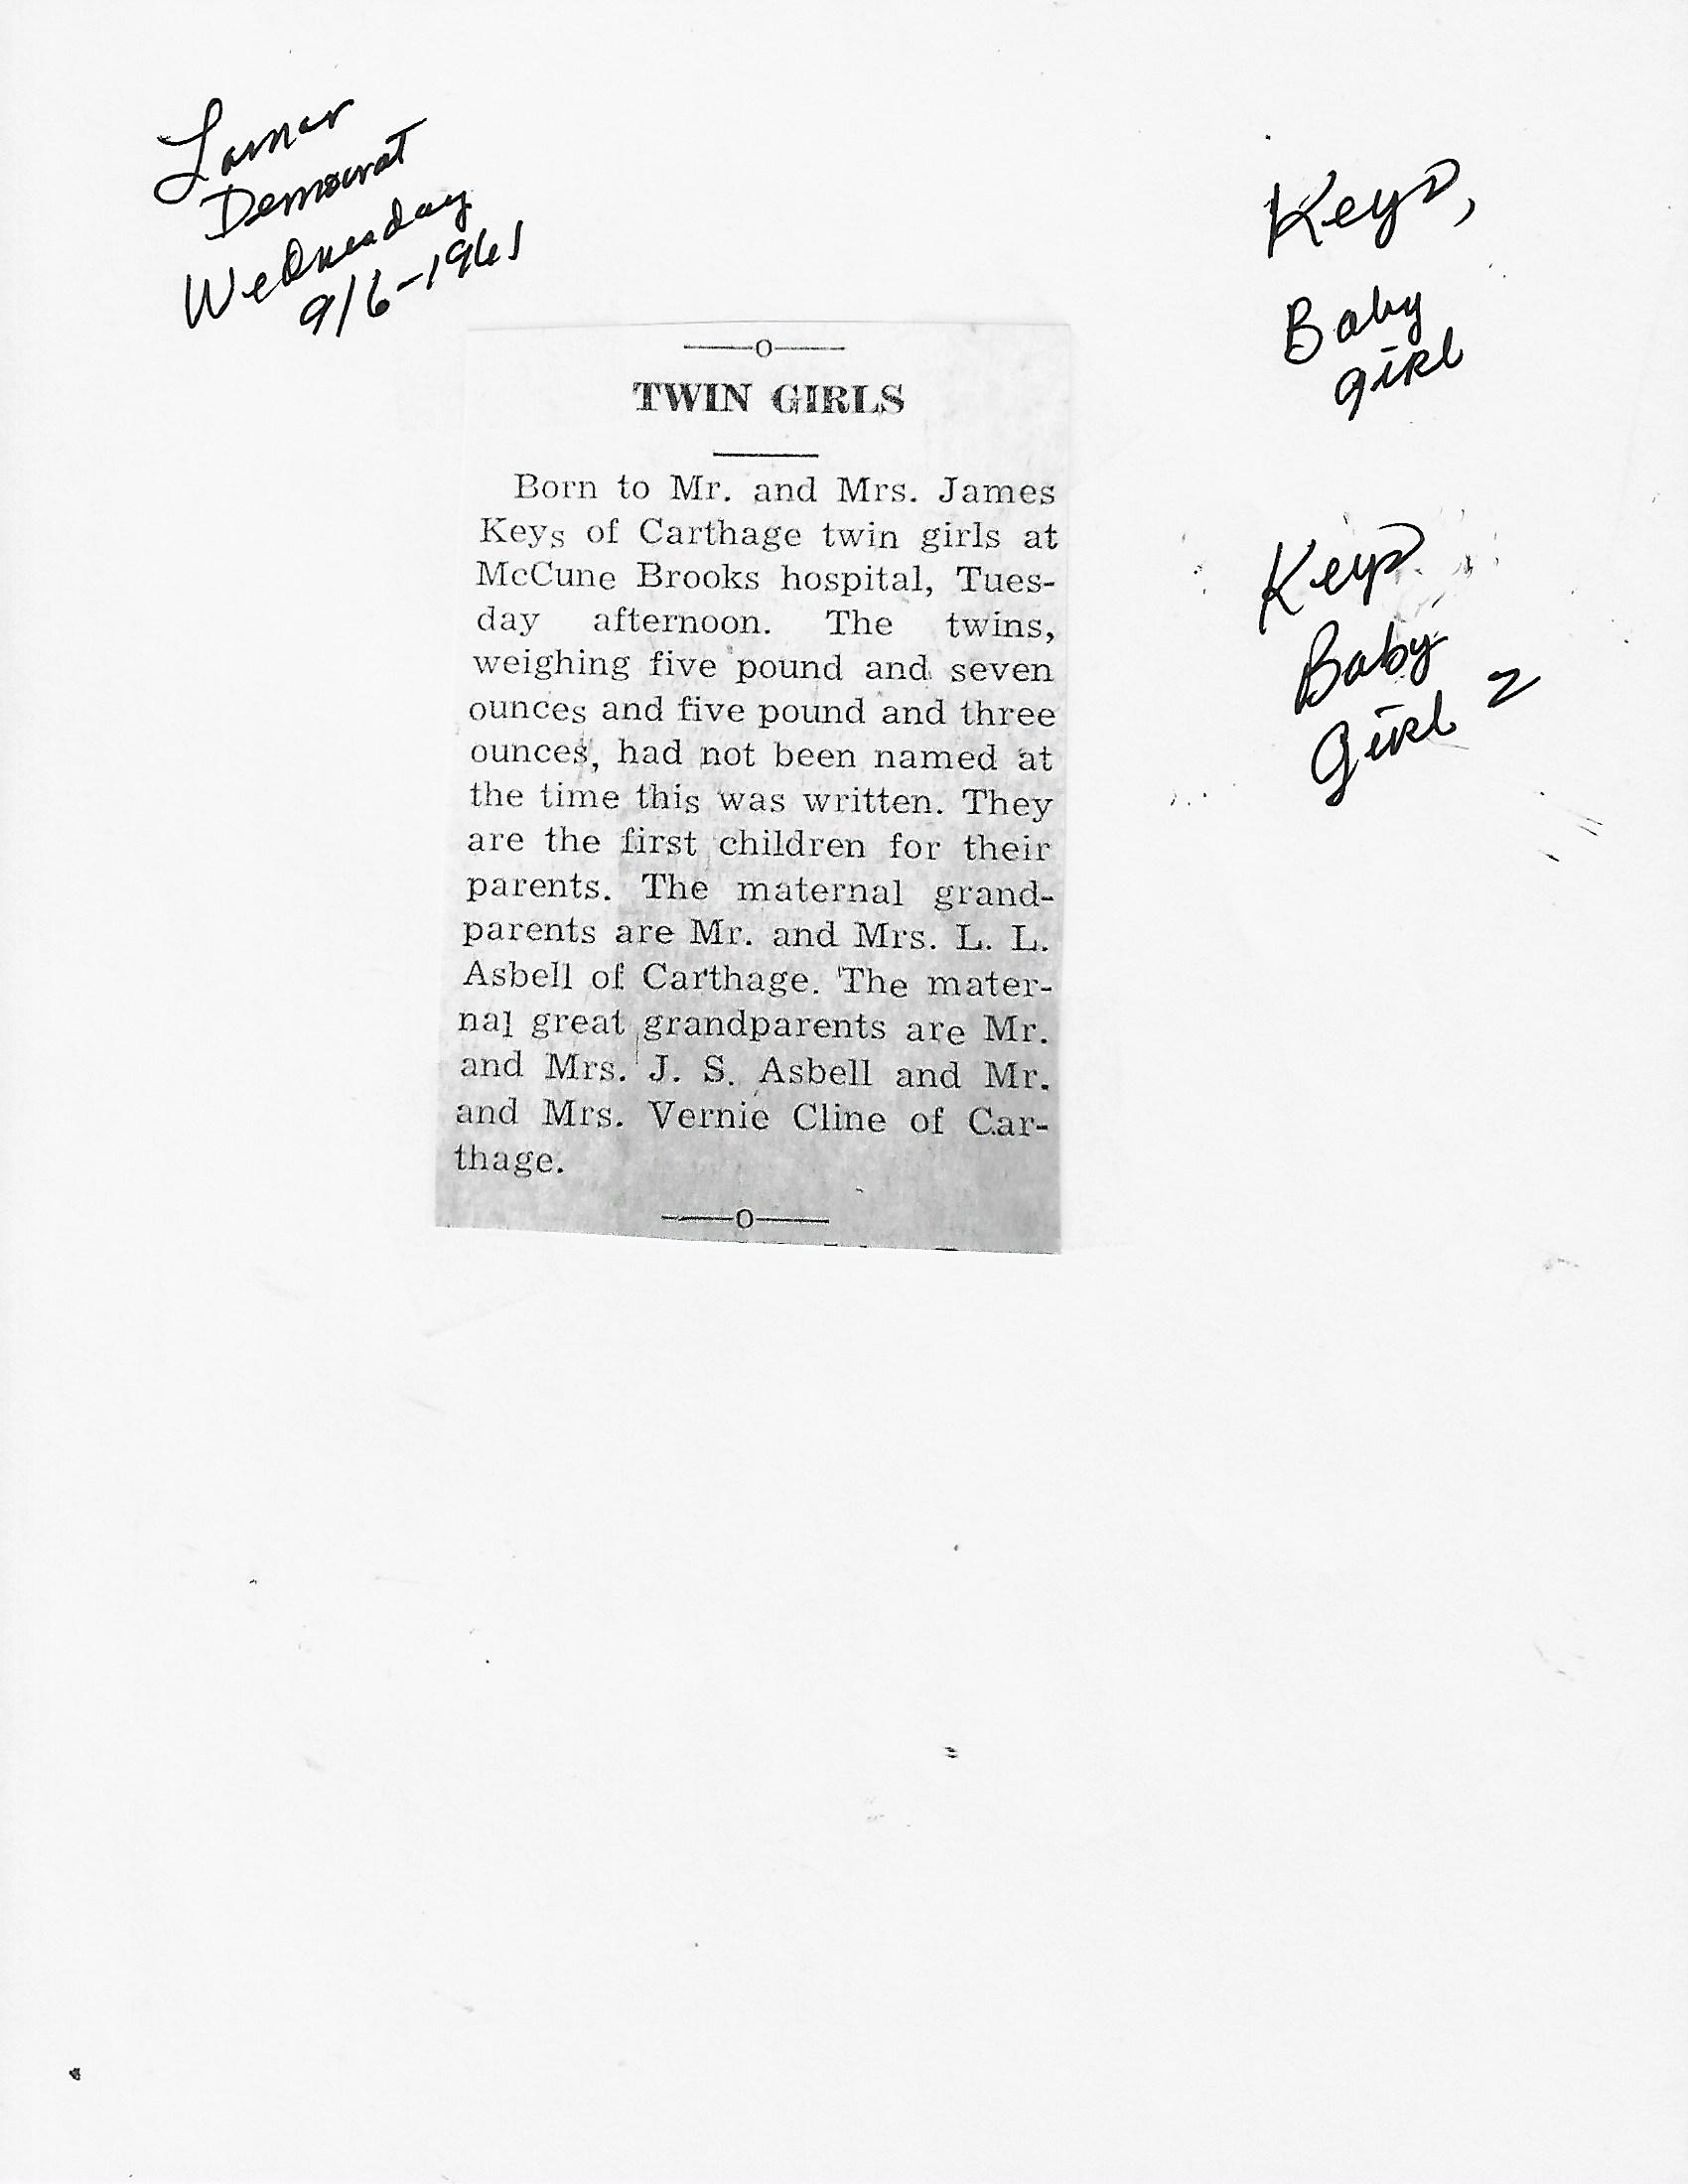 Lamar
Democrat
Wednesday
9/6-1961
Keys,
Baby
girl
Keys
Baby
Girl 2
—o—
TWIN GIRLS
Born to Mr. and Mrs. James
Keys of Carthage twin girls at
McCune Brooks hospital, Tues-
day afternoon. The twins,
weighing five pound and seven
ounces and five pound and three
ounces, had not been named at
the time this was written. They
are the first children for their
parents. The maternal grand-
parents are Mr. and Mrs. L. L.
Asbell of Carthage. The mater-
nal great grandparents are Mr.
and Mrs. J. S. Asbell and Mr.
and Mrs. Vernie Cline of Car-
thage.
—o—